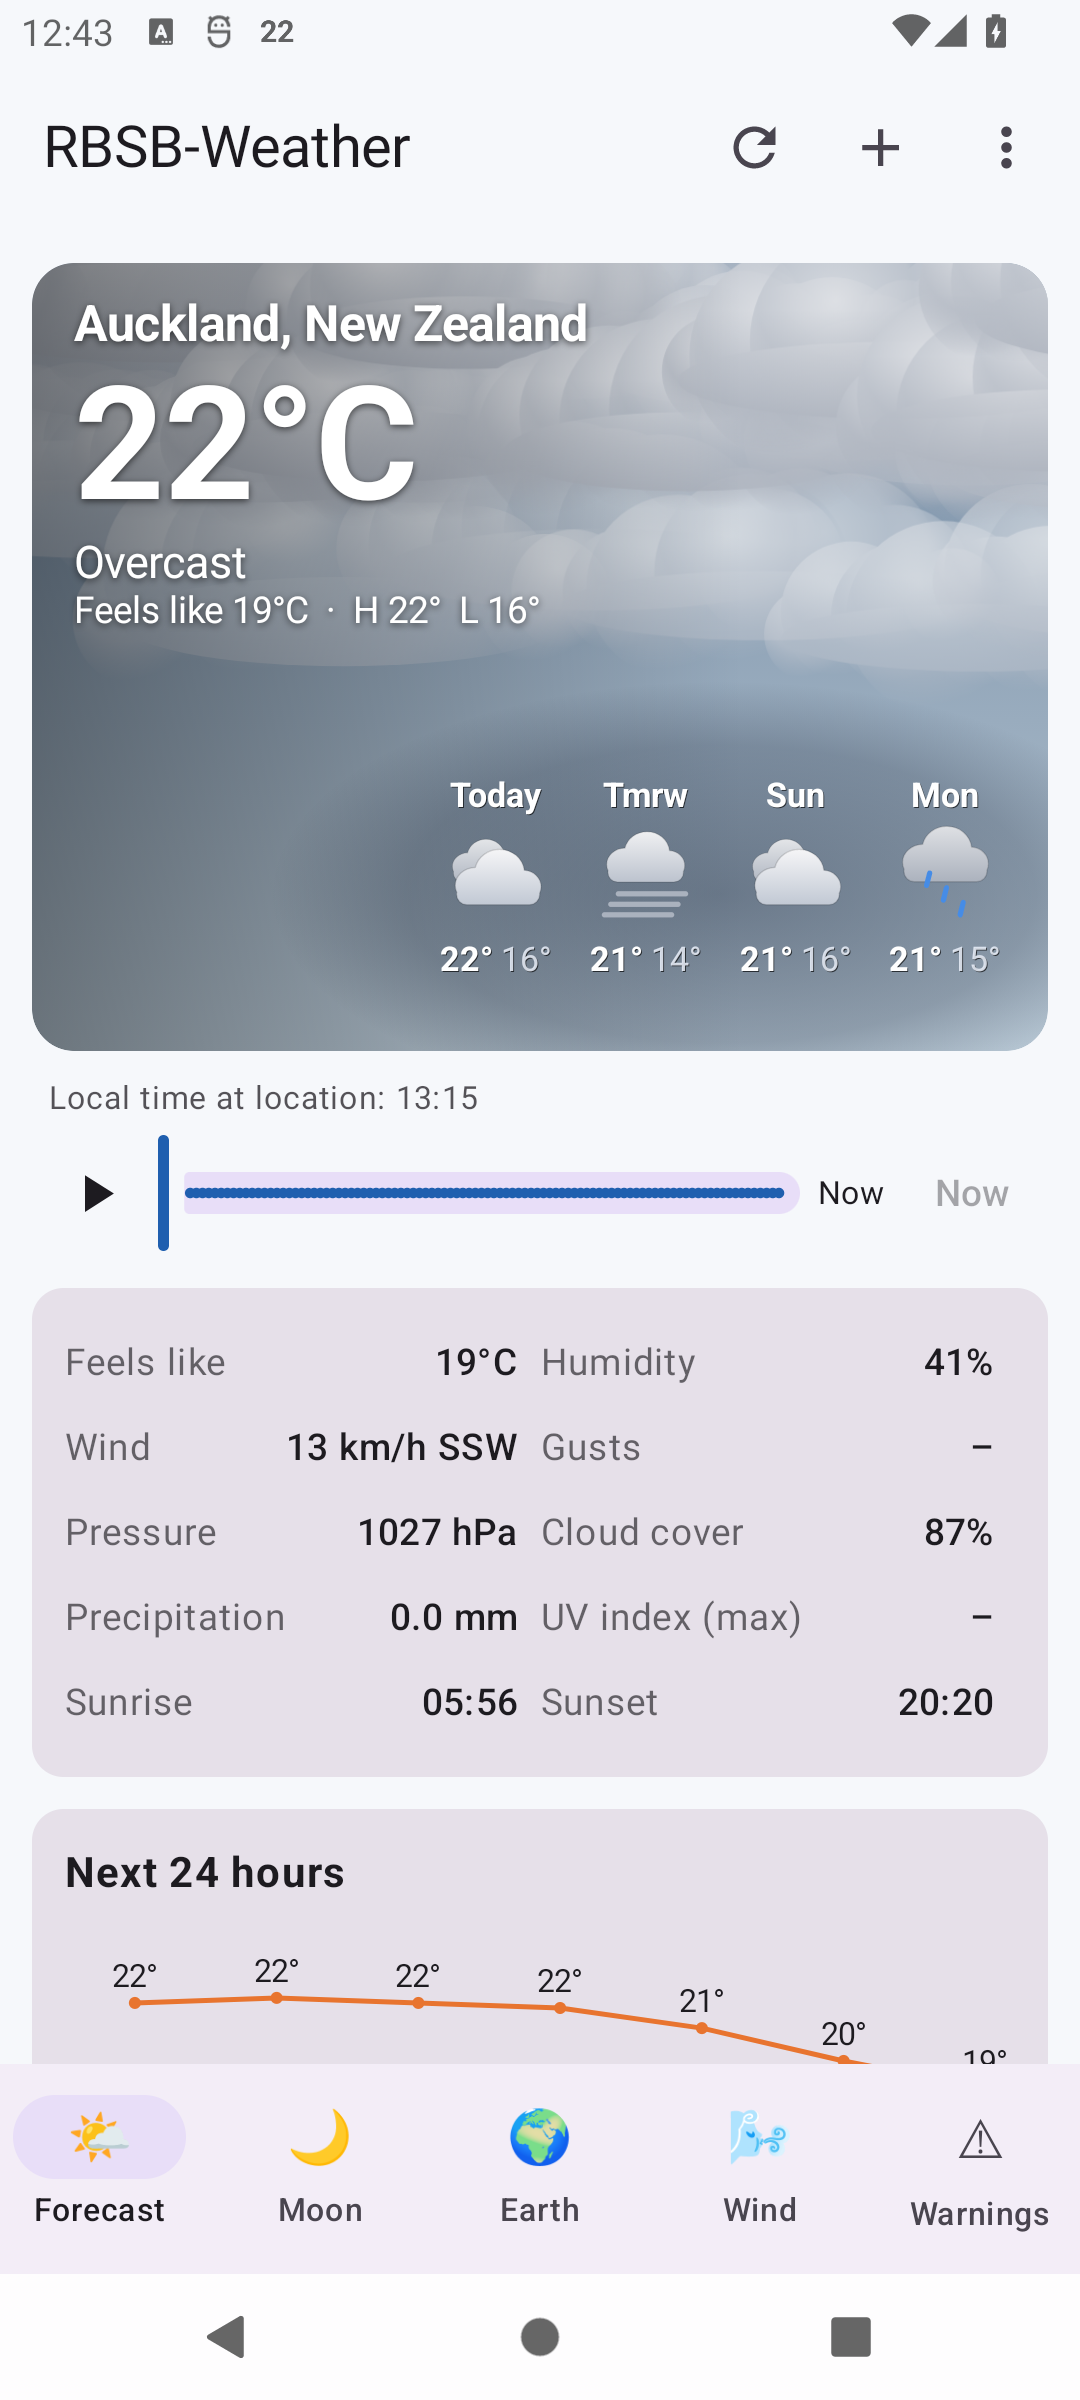 12:43 22
RBSB-Weather
Auckland, New Zealand
22°C
Overcast
Feels like 19°C · H 22° L 16°
Today Tmrw Sun Mon
22° 16° 21° 14° 21° 16° 21° 15°
Local time at location: 13:15
Now Now
Feels like 19°C Humidity 41%
Wind 13 km/h SSW Gusts –
Pressure 1027 hPa Cloud cover 87%
Precipitation 0.0 mm UV index (max) –
Sunrise 05:56 Sunset 20:20
Next 24 hours
22° 22° 22° 22° 21° 20° 19°
Forecast Moon Earth Wind Warnings